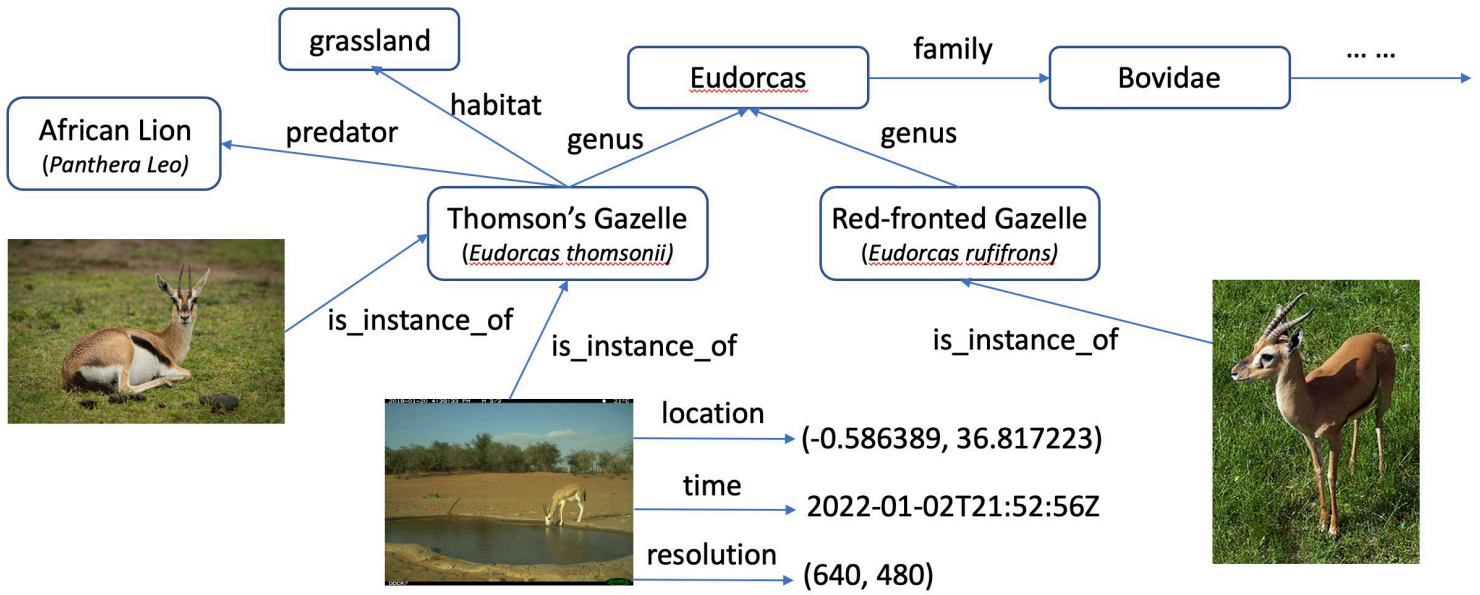 grassland
family
... ...
Eudorcas
Bovidae
habitat
African Lion
(Panthera Leo)
predator
genus
genus
Thomson’s Gazelle
(Eudorcas thomsonii)
Red-fronted Gazelle
(Eudorcas rufifrons)
is_instance_of
is_instance_of
is_instance_of
location
(-0.586389, 36.817223)
time
2022-01-02T21:52:56Z
resolution
(640, 480)